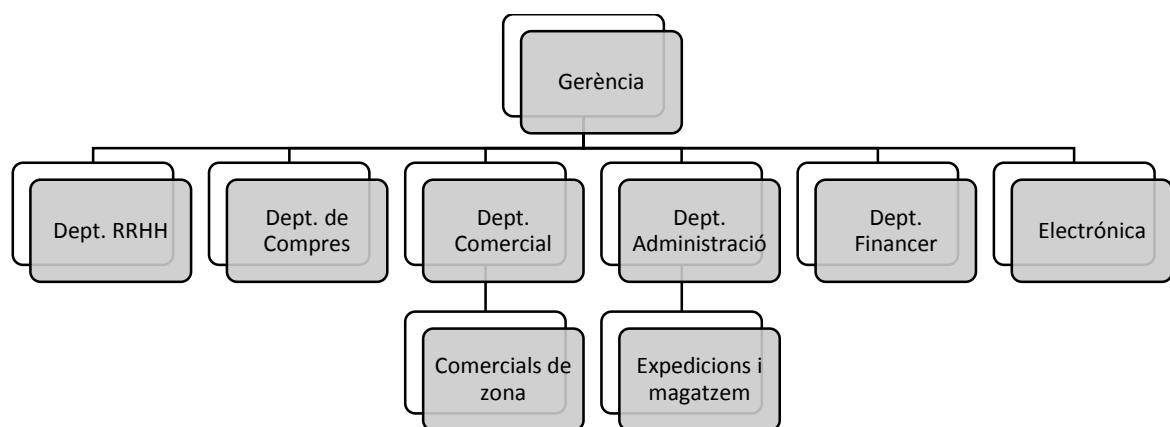 Gerència
Dept. RRHH
Dept. de
Compres
Dept.
Comercial
Dept.
Administració
Dept.
Financer
Electrónica
Comercials de
zona
Expedicions i
magatzem